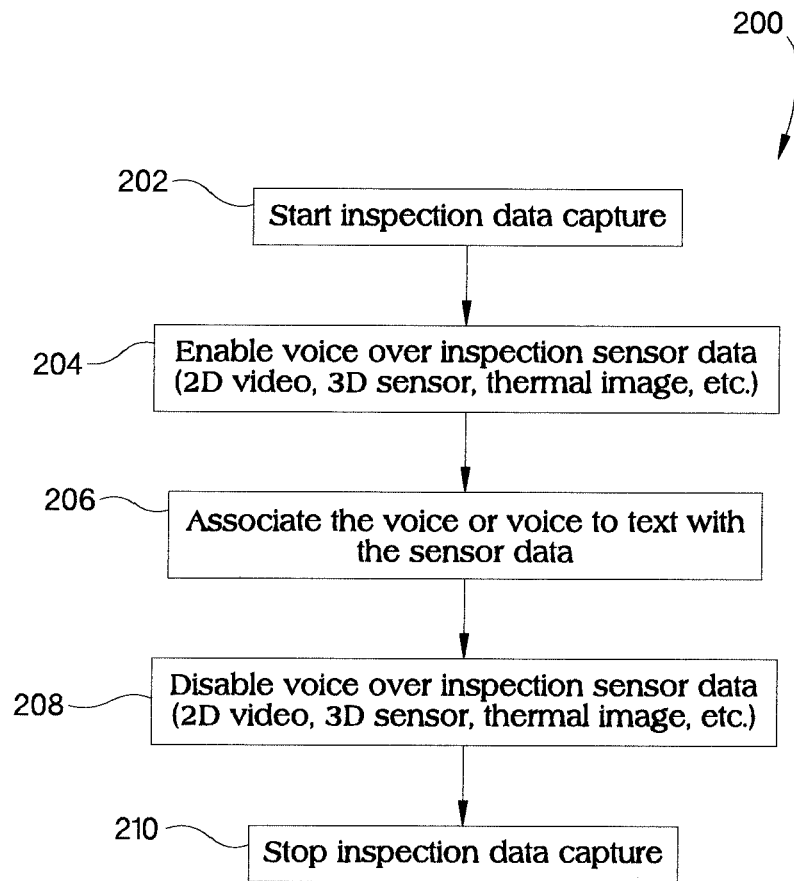 200
202
Start inspection data capture
204
Enable voice over inspection sensor data
(2D video, 3D sensor, thermal image, etc.)
206
Associate the voice or voice to text with
the sensor data
208
Disable voice over inspection sensor data
(2D video, 3D sensor, thermal image, etc.)
210
Stop inspection data capture